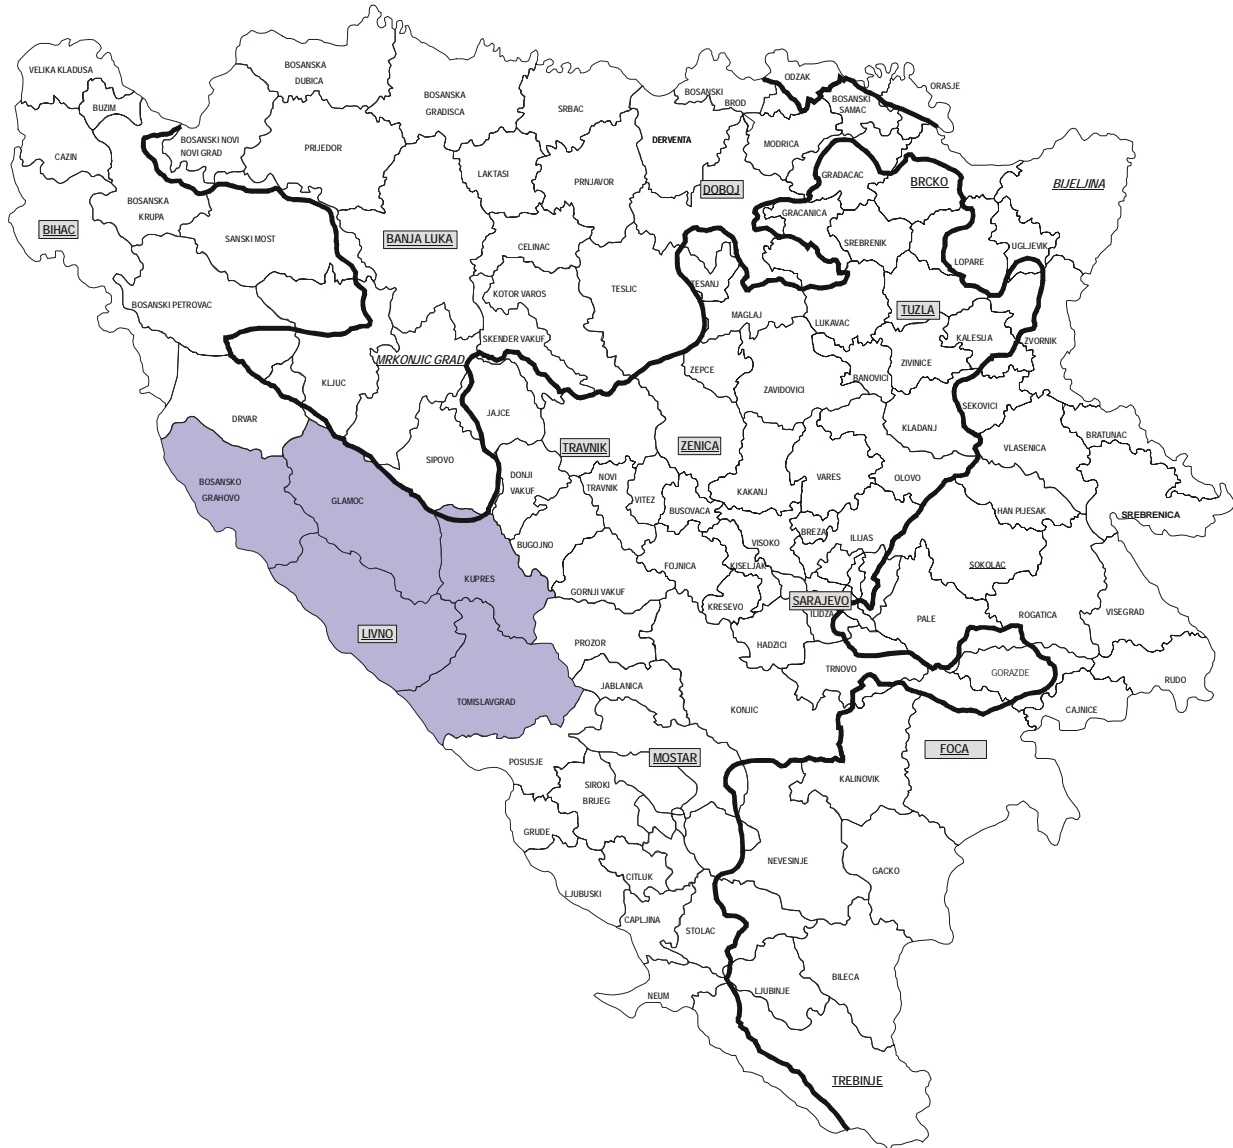 VELIKA KLADUSA
BUZIM
CAZIN
BIHAC
BOSANSKA
DUBICA
BOSANSKI NOVI
NOVI GRAD
PRIJEDOR
BOSANSKA
KRUPA
SANSKI MOST
BOSANSKI PETROVAC
BOSANSKA
GRADISCA
SRBAC
LAKTASI
PRNJAVOR
BANJA LUKA
CELINAC
KOTOR VAROS
TESLIC
SKENDER VAKUF
MRKONJIC GRAD
KLJUC
DRVAR
SIPOVO
JAJCE
BOSANSKI
BROD
DERVENTA
ODZAK
BOSANSKI
SAMAC
ORASJE
MODRICA
DOBOJ
GRADACAC
BRCKO
BIJELJINA
GRACANICA
SREBRENIK
LOPARE
UGLJEVIK
TESANJ
MAGLAJ
LUKAVAC
TUZLA
KALESIJA
ZVORNIK
ZEPCE
ZAVIDOVICI
BANOVICI
ZIVINICE
SEKOVICI
KLADANJ
VLASENICA
BRATUNAC
TRAVNIK
ZENICA
BOSANSKO
GRAHOVO
GLAMOC
DONJI
VAKUF
NOVI
TRAVNIK
VITEZ
BUSOVACA
KAKANJ
VARES
OLOVO
HAN PIJESAK
SREBRENICA
BUGOJNO
KUPRES
GORNJI VAKUF
FOJNICA
VISOKO
KISELJAK
BREZA
ILIJAS
SOKOLAC
KRESEVO
SARAJEVO
ILIDZA
PALE
ROGATICA
VISEGRAD
LIVNO
PROZOR
HADZICI
TRNOVO
GORAZDE
RUDO
TOMISLAVGRAD
JABLANICA
KONJIC
CAJNICE
FOCA
MOSTAR
POSUSJE
SIROKI
BRIJEG
KALINOVIK
GRUDE
NEVESINJE
GACKO
CITLUK
LJUBUSKI
CAPLJINA
STOLAC
NEUM
LJUBINJE
BILECA
TREBINJE